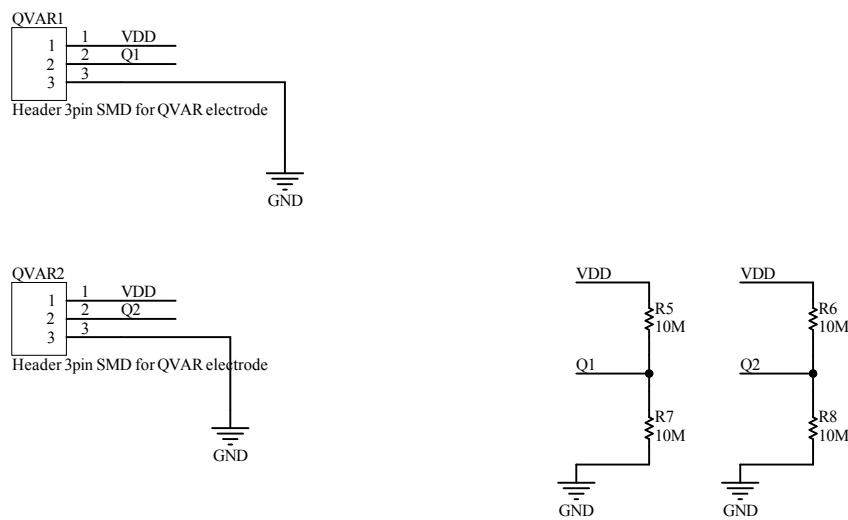 QVAR1
1 1 VDD
2 2 Q1
3 3
Header 3pin SMD for QVAR electrode
GND
QVAR2
1 1 VDD
2 2 Q2
3 3
Header 3pin SMD for QVAR electrode
GND
VDD
R5
10M
Q1
R7
10M
GND
VDD
R6
10M
Q2
R8
10M
GND